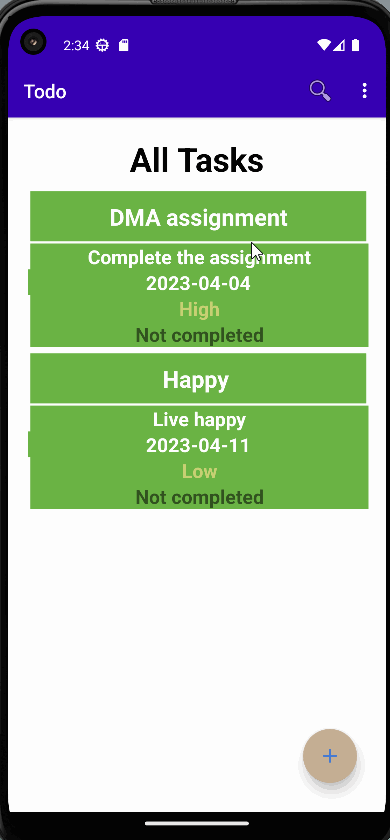 2:34
Todo
All Tasks
DMA assignment
Complete the assignment
2023-04-04
High
Not completed
Happy
Live happy
2023-04-11
Low
Not completed
+